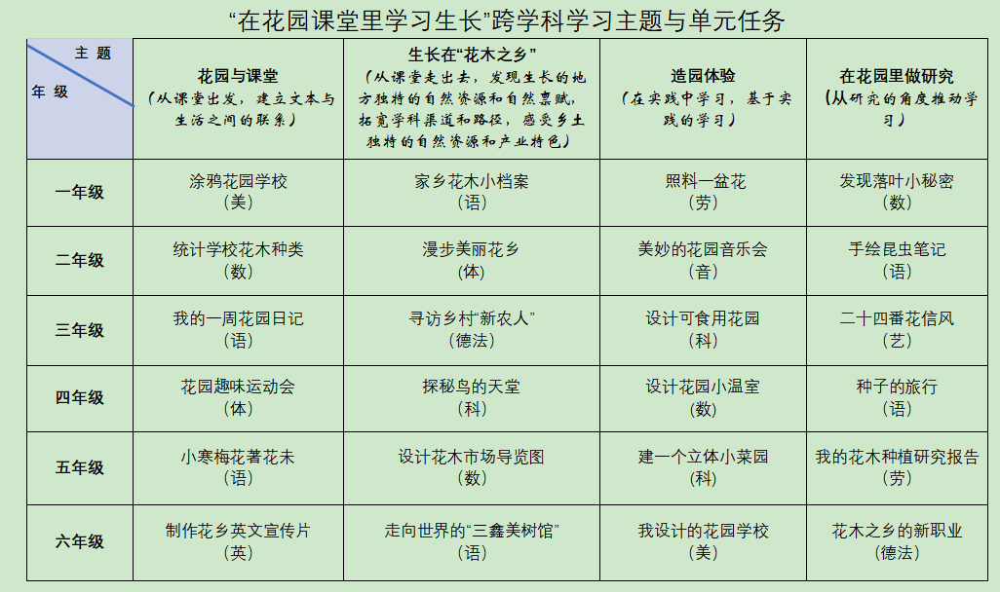 “在花园课堂里学习生长”跨学科学习主题与单元任务
主 题
年 级
花园与课堂
（从课堂出发，建立文本与
生活之间的联系）
生长在“花木之乡”
（从课堂走出去，发现生长的地
方独特的自然资源和自然禀赋，
拓宽学科渠道和路径，感受乡土
独特的自然资源和产业特色）
造园体验
（在实践中学习，基于实
践的学习）
在花园里做研究
（从研究的角度推动学
习）
一年级
涂鸦花园学校
（美）
家乡花木小档案
（语）
照料一盆花
（劳）
发现落叶小秘密
（数）
二年级
统计学校花木种类
（数）
漫步美丽花乡
(体)
美妙的花园音乐会
（音）
手绘昆虫笔记
（语）
三年级
我的一周花园日记
（语）
寻访乡村“新农人”
（德法）
设计可食用花园
（科）
二十四番花信风
（艺）
四年级
花园趣味运动会
（体）
探秘鸟的天堂
（科）
设计花园小温室
(数)
种子的旅行
（语）
五年级
小寒梅花著花未
（语）
设计花木市场导览图
（数）
建一个立体小菜园
(科)
我的花木种植研究报告
（劳）
六年级
制作花乡英文宣传片
（英）
走向世界的“三鑫美树馆”
（语）
我设计的花园学校
（美）
花木之乡的新职业
（德法）